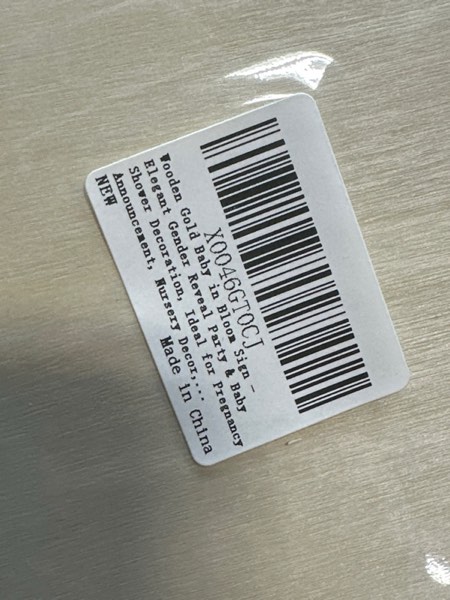 X0046GT0CJ
Wooden Gold Baby in Bloom Sign –
Elegant Gender Reveal Party & Baby
Shower Decoration, Ideal for Pregnancy
Announcement, Nursery Decor,...
NEW Made in China